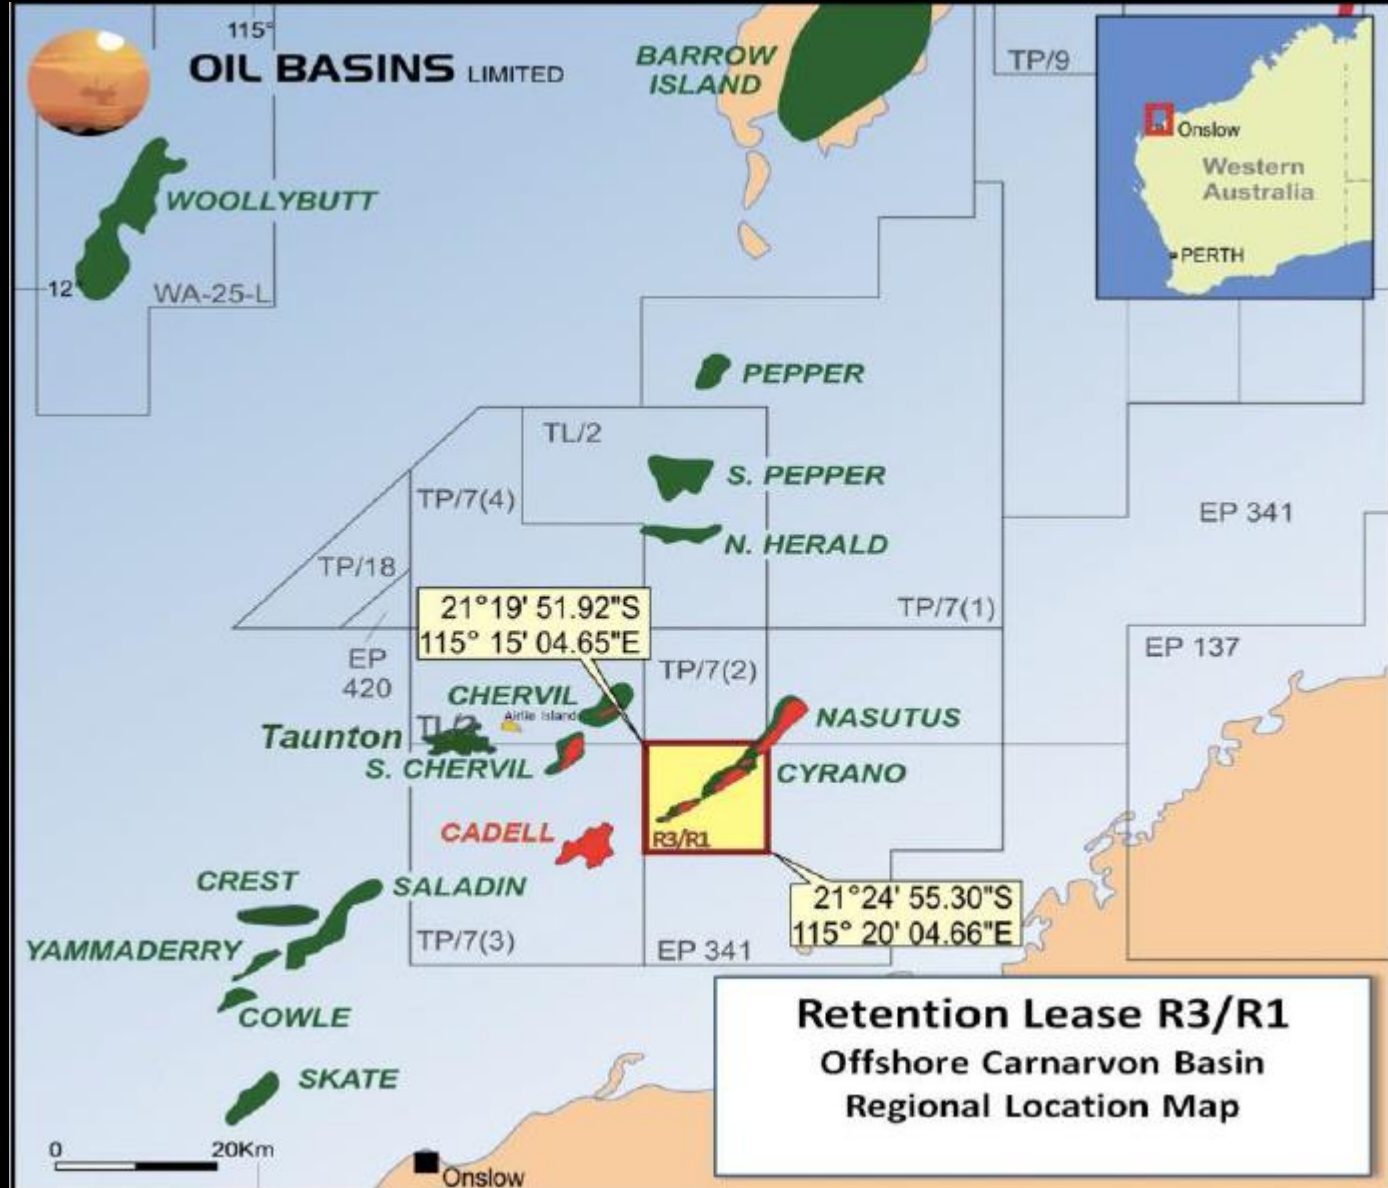 115°
OIL BASINS LIMITED
BARROW
ISLAND
TP/9
Onslow
Western
Australia
PERTH
WOOLLYBUTT
12
WA-25-L
PEPPER
TL/2
S. PEPPER
TP/7(4)
EP 341
N. HERALD
TP/18
21°19' 51.92"S
115° 15' 04.65"E
TP/7(1)
EP 137
EP
420
TP/7(2)
CHERVIL
Airlie Island
NASUTUS
TL/2
Taunton
S. CHERVIL
CYRANO
CADELL
R3/R1
CREST
SALADIN
21°24' 55.30"S
115° 20' 04.66"E
YAMMADERRY
TP/7(3)
EP 341
COWLE
Retention Lease R3/R1
Offshore Carnarvon Basin
Regional Location Map
SKATE
0 20Km
Onslow